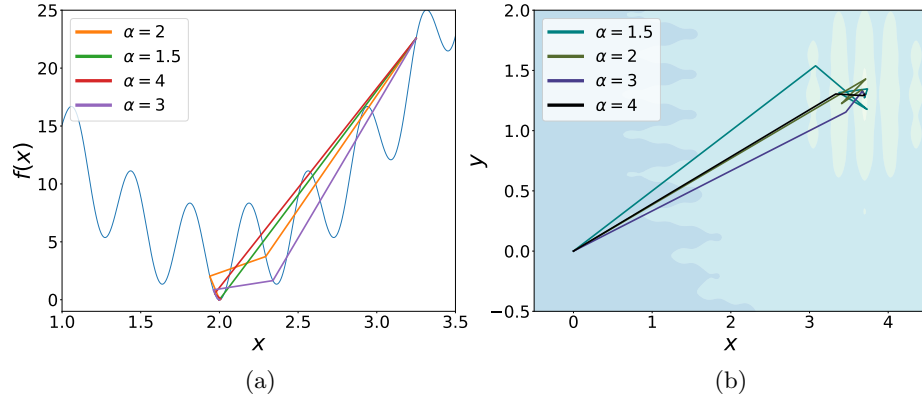 25
20
15
10
5
0
f(x)
1.0 1.5 2.0 2.5 3.0 3.5
x
α = 2
α = 1.5
α = 4
α = 3
(a)
2.0
1.5
1.0
0.5
0.0
−0.5
y
0 1 2 3 4
x
α = 1.5
α = 2
α = 3
α = 4
(b)